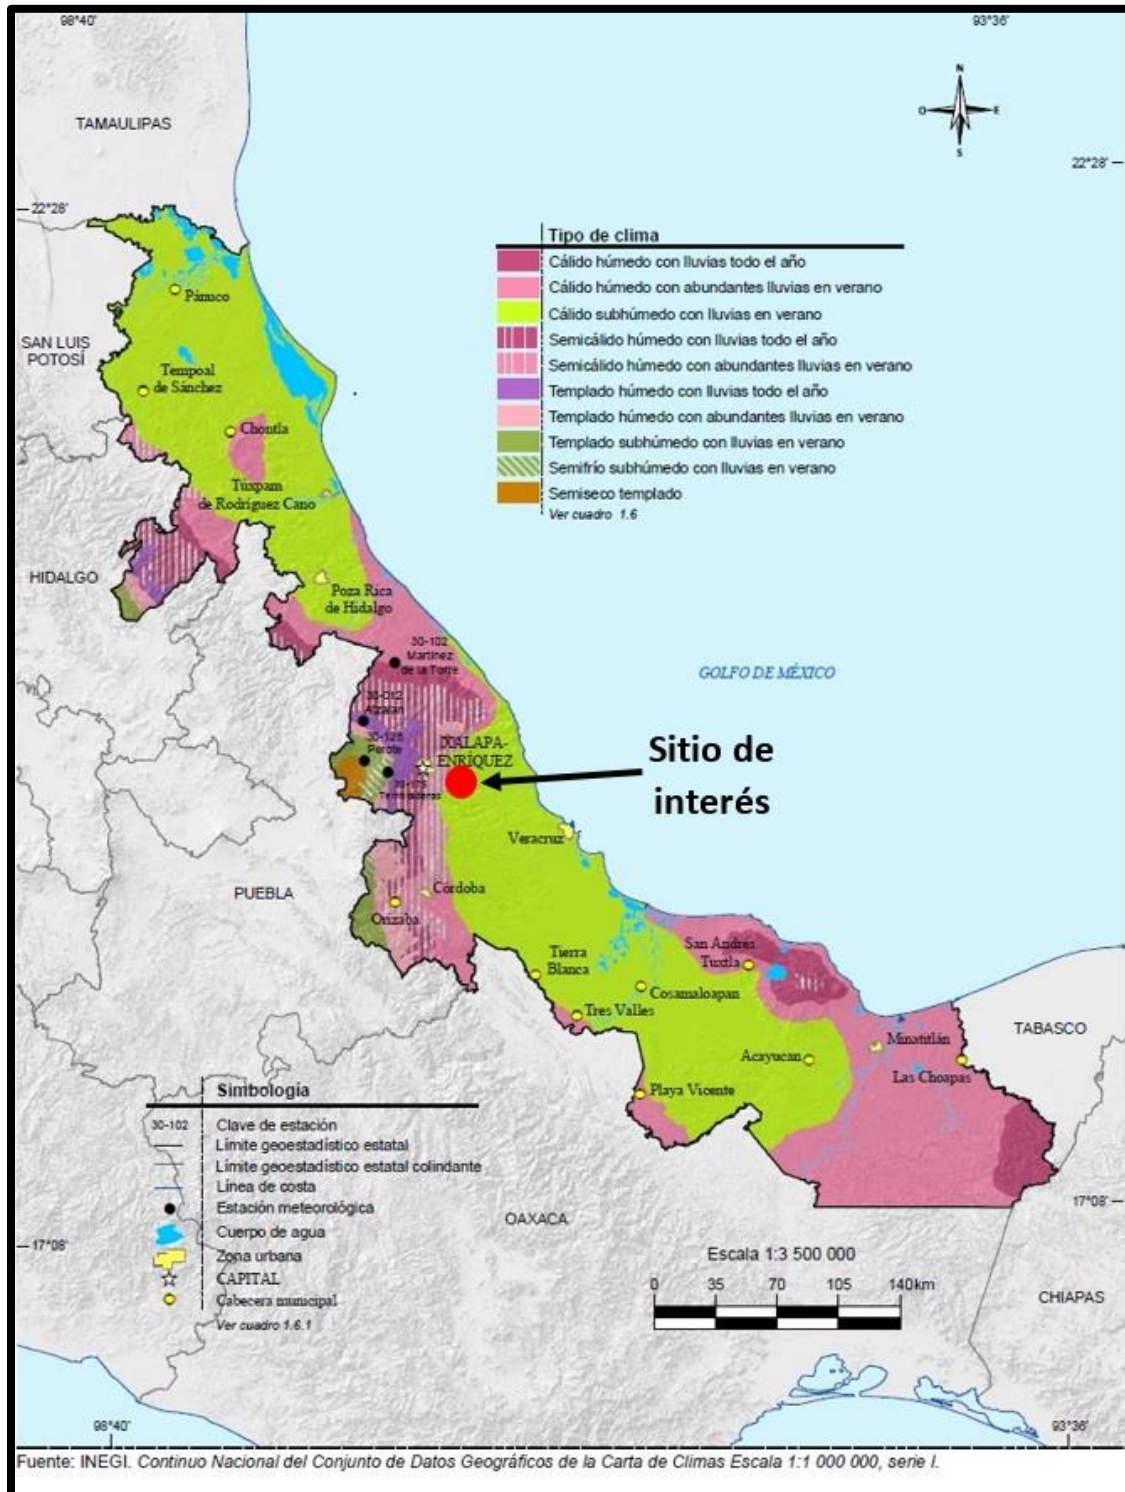 98°40'
93°36'
N
O
E
S
TAMAULIPAS
22°28'
22°28'
Tipo de clima
Cálido húmedo con lluvias todo el año
Cálido húmedo con abundantes lluvias en verano
Cálido subhúmedo con lluvias en verano
Semicálido húmedo con lluvias todo el año
Semicálido húmedo con abundantes lluvias en verano
Templado húmedo con lluvias todo el año
Templado húmedo con abundantes lluvias en verano
Templado subhúmedo con lluvias en verano
Semifrío subhúmedo con lluvias en verano
Semiseco templado
Ver cuadro 1.6
Pánuco
SAN LUIS
POTOSÍ
Tempoal
de Sánchez
Chontla
Túxpam
de Rodríguez Cano
HIDALGO
Poza Rica
de Hidalgo
30-102
Martínez
de la Torre
GOLFO DE MÉXICO
30-012
Atzalan
30-128
Perote
XALAPA-
ENRÍQUEZ
30-175
Tembladeras
Sitio de
interés
Veracruz
PUEBLA
Córdoba
Orizaba
San Andrés
Tuxtla
Tierra
Blanca
Cosamaloapan
Tres Valles
TABASCO
Minatitlán
Acayucan
Las Choapas
Playa Vicente
Simbología
30-102 Clave de estación
Límite geoestadístico estatal
Límite geoestadístico estatal colindante
Línea de costa
Estación meteorológica
Cuerpo de agua
Zona urbana
CAPITAL
Cabecera municipal
Ver cuadro 1.6.1
17°08'
17°08'
OAXACA
Escala 1:3 500 000
0 35 70 105 140km
CHIAPAS
98°40'
93°36'
Fuente: INEGI. Continuo Nacional del Conjunto de Datos Geográficos de la Carta de Climas Escala 1:1 000 000, serie I.